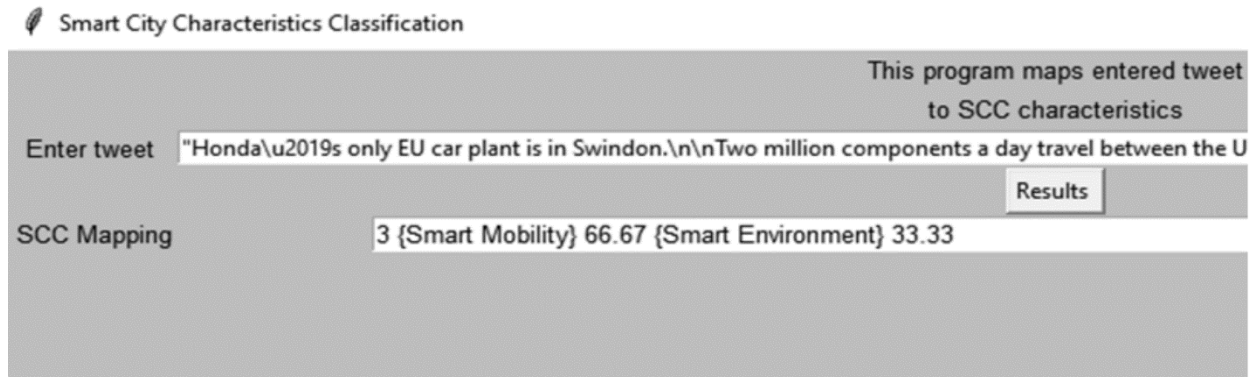 Smart City Characteristics Classification
This program maps entered tweet
to SCC characteristics
Enter tweet "Honda\u2019s only EU car plant is in Swindon.\n\nTwo million components a day travel between the U
Results
SCC Mapping 3 {Smart Mobility} 66.67 {Smart Environment} 33.33